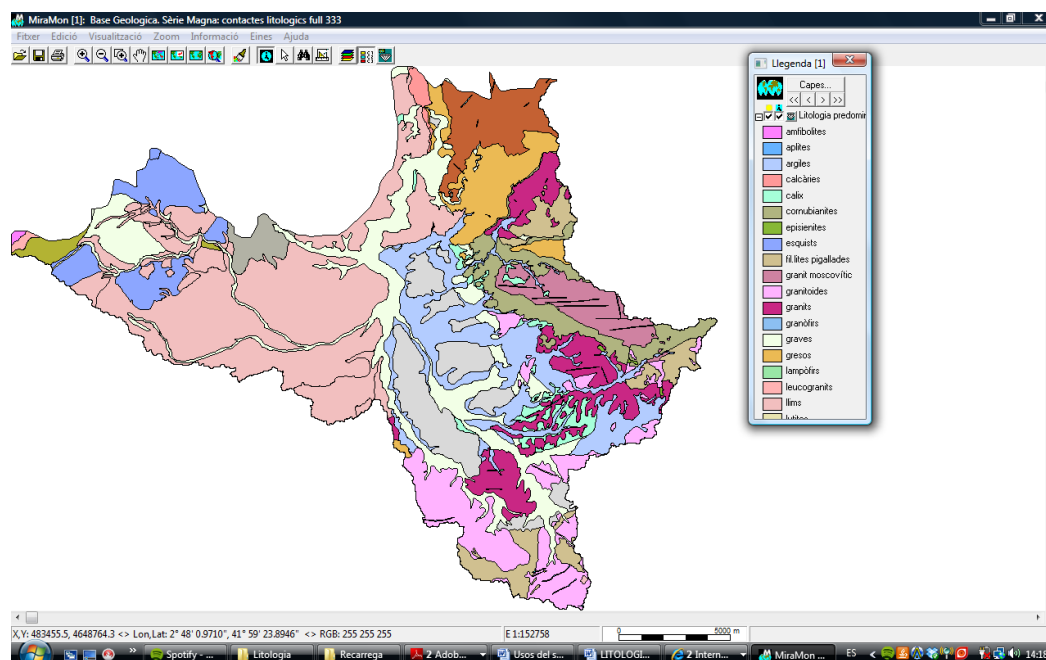 MiraMon [1]: Base Geologica. Sèrie Magna: contactes litologics full 333
Fitxer Edició Visualització Zoom Informació Eines Ajuda
Llegenda [1]
Capes...
<< < > >>
Litologia predomir
amfibolites
aplites
argiles
calcàries
calix
cornubianites
episienites
esquists
fil.lites pigallades
granit moscovític
granitoides
granits
granòfirs
graves
gresos
lampòfirs
leucogranits
llims
lutites
X,Y: 483455.5, 4648764.3 <> Lon,Lat: 2° 48' 0.9710", 41° 59' 23.8946" <> RGB: 255 255 255
E 1:152758
0 5000 m
Spotify - ...
Litologia
Recarrega
2 Adob...
Usos del s...
LITOLOGI...
2 Intern...
MiraMon ...
ES
14:18